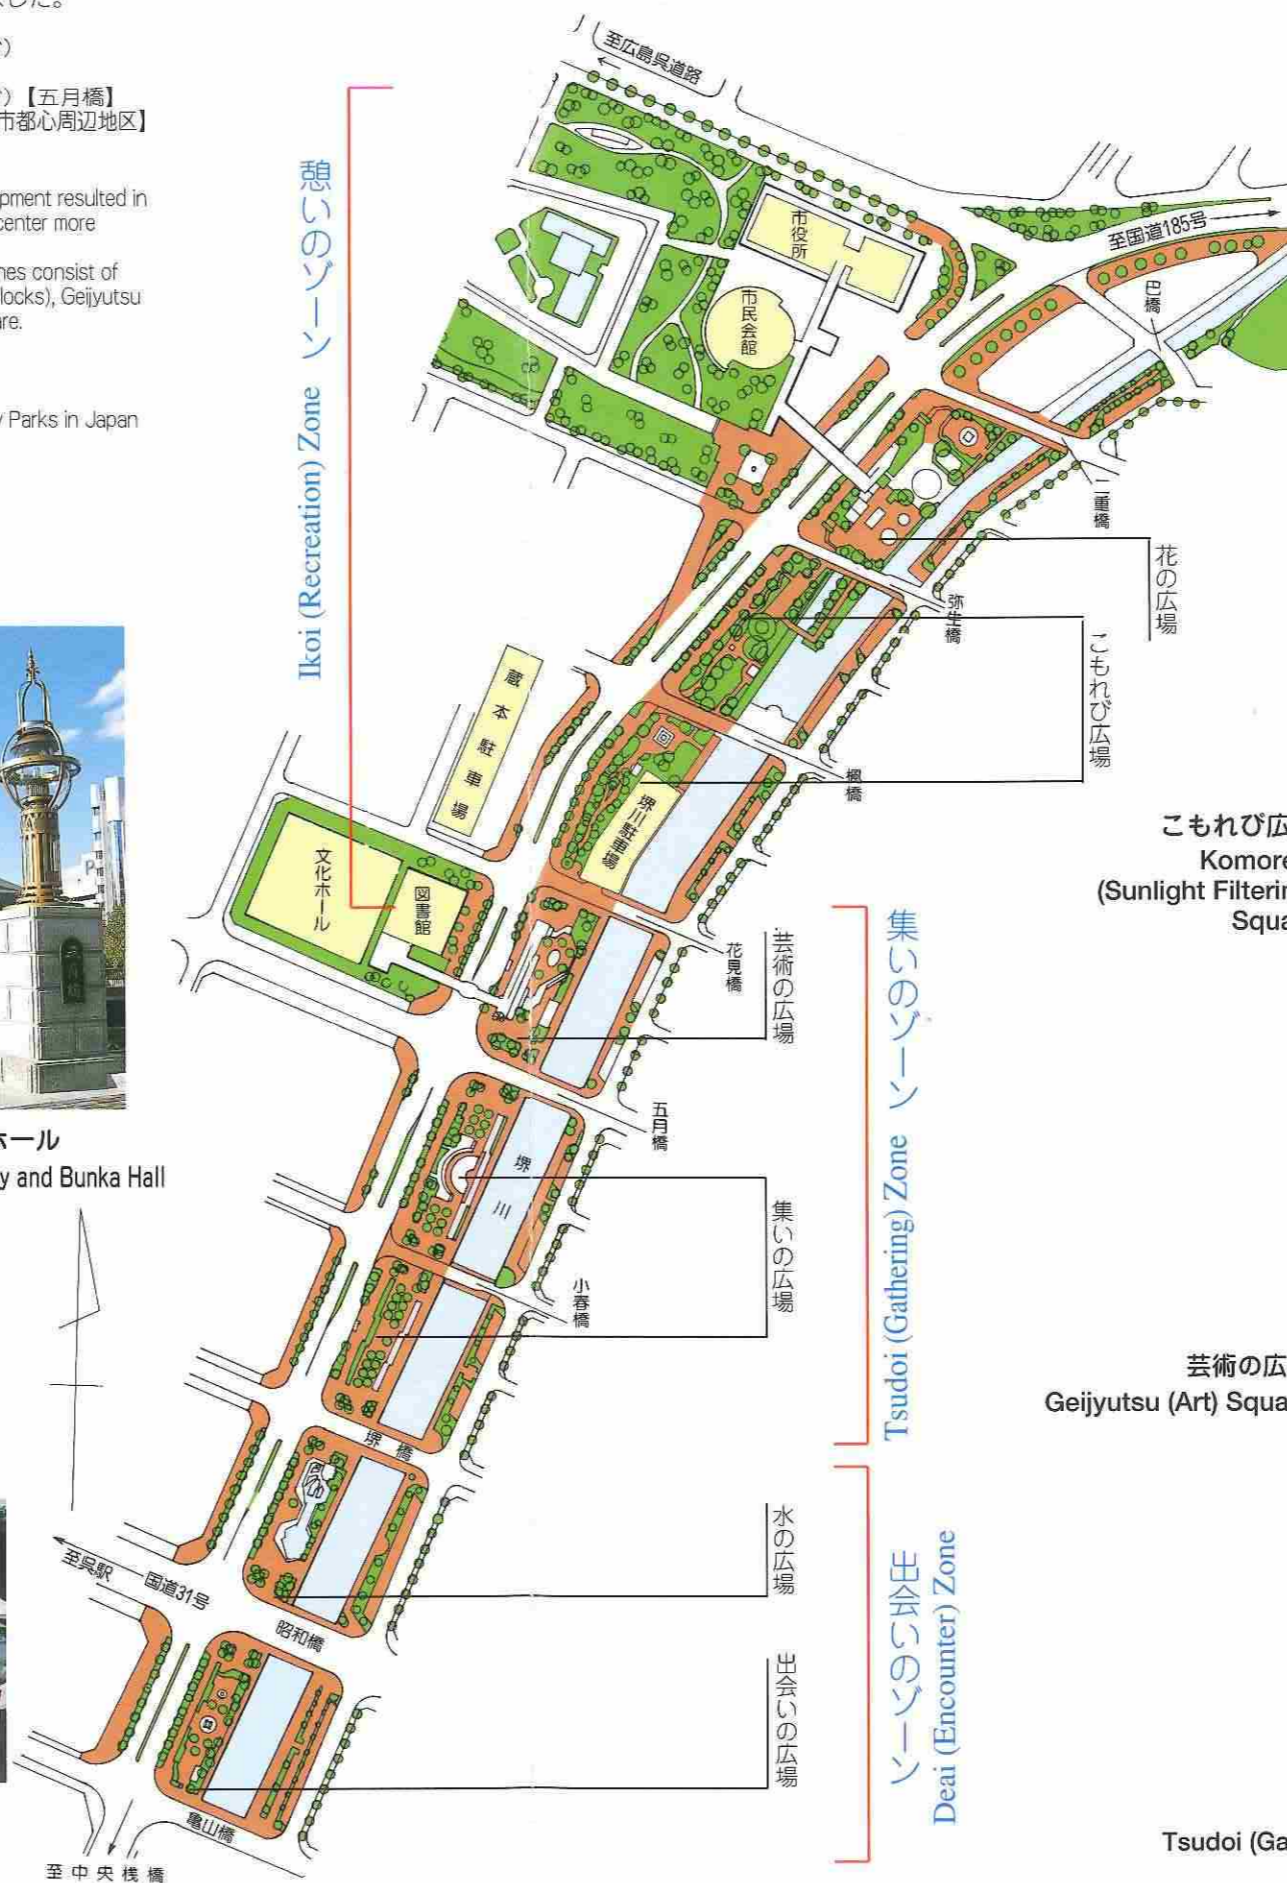 ました。
【五月橋】
市都心周辺地区】
pment resulted in
center more
nes consist of
locks), Geijyutsu
are.
Parks in Japan
ホール
y and Bunka Hall
憩いのゾーン
Ikoi (Recreation) Zone
至広島呉道路
市役所
市民会館
至国道185号
巴橋
二重橋
花の広場
弥生橋
こもれび広場
楓橋
蔵本駐車場
堺川駐車場
文化ホール
図書館
花見橋
芸術の広場
五月橋
堺川
集いの広場
小春橋
堺橋
集いのゾーン
Tsudoi (Gathering) Zone
水の広場
至呉駅
国道31号
昭和橋
出会いの広場
出会いのゾーン
Deai (Encounter) Zone
亀山橋
至中央桟橋
こもれび広
Komore
(Sunlight Filterin
Squa
芸術の広
Geijyutsu (Art) Squa
Tsudoi (Ga